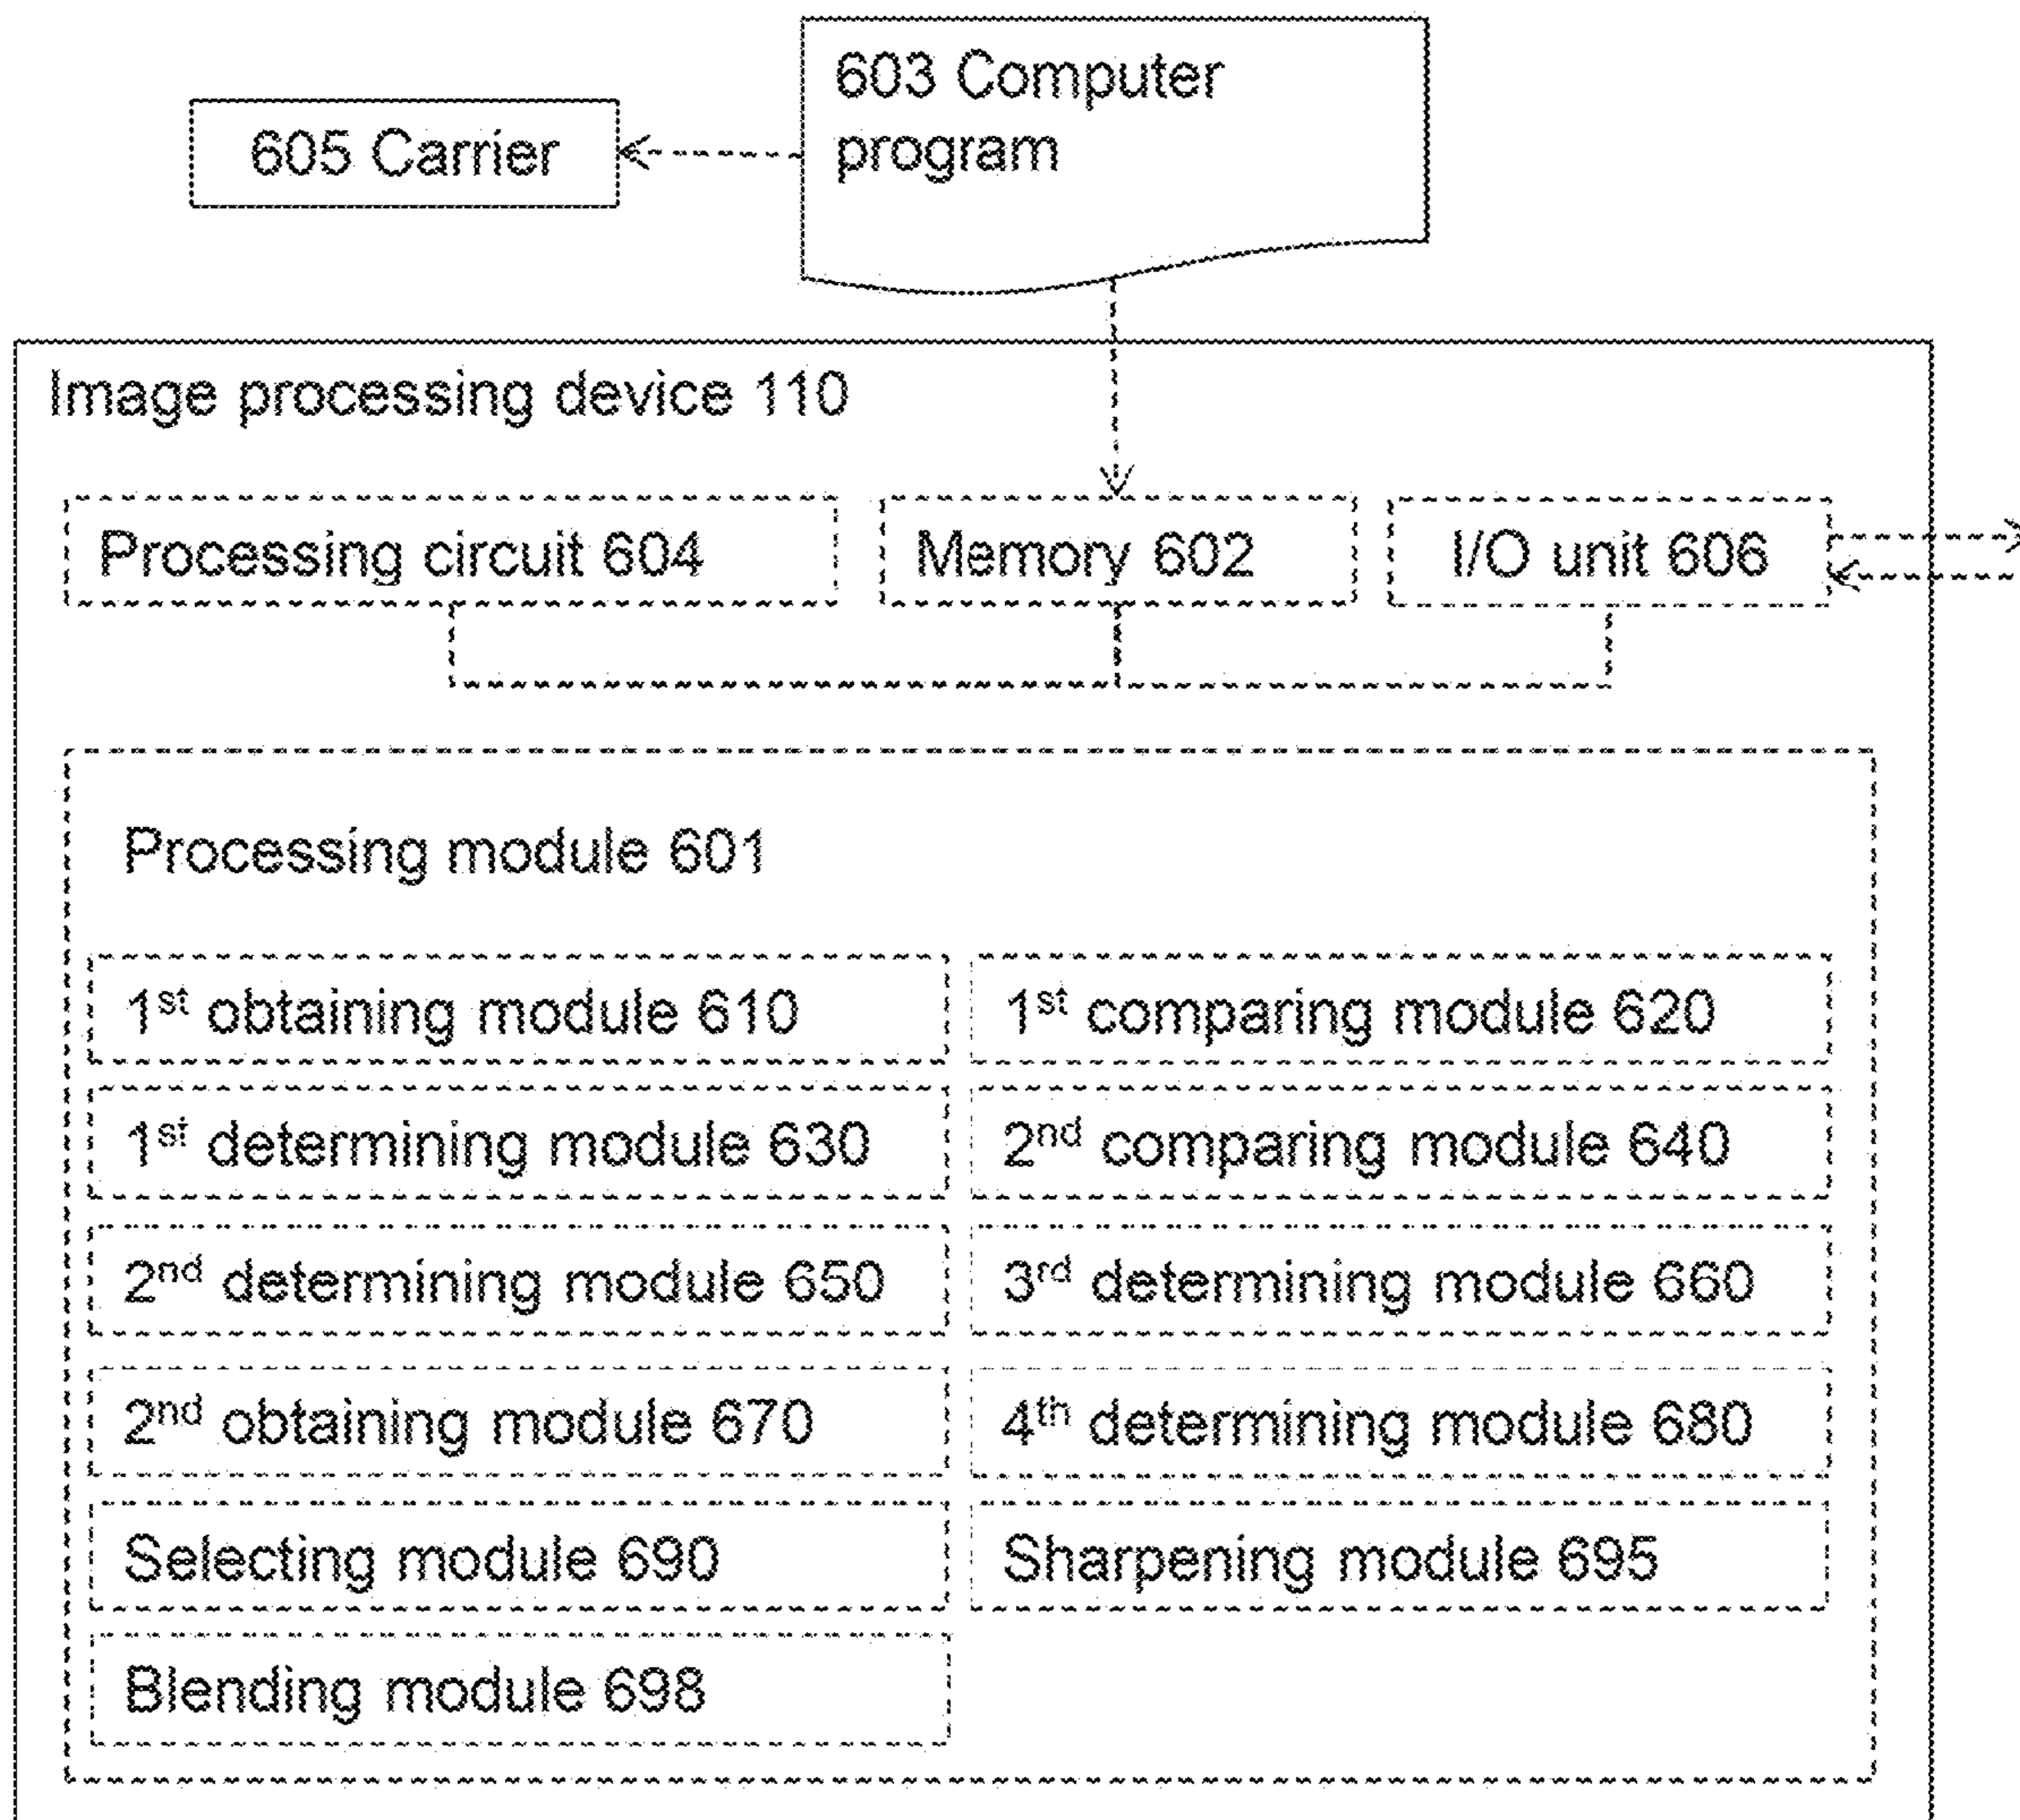 603 Computer
program
605 Carrier
Image processing device 110
Processing circuit 604
Memory 602
I/O unit 606
Processing module 601
1st obtaining module 610
1st comparing module 620
1st determining module 630
2nd comparing module 640
2nd determining module 650
3rd determining module 660
2nd obtaining module 670
4th determining module 680
Selecting module 690
Sharpening module 695
Blending module 698